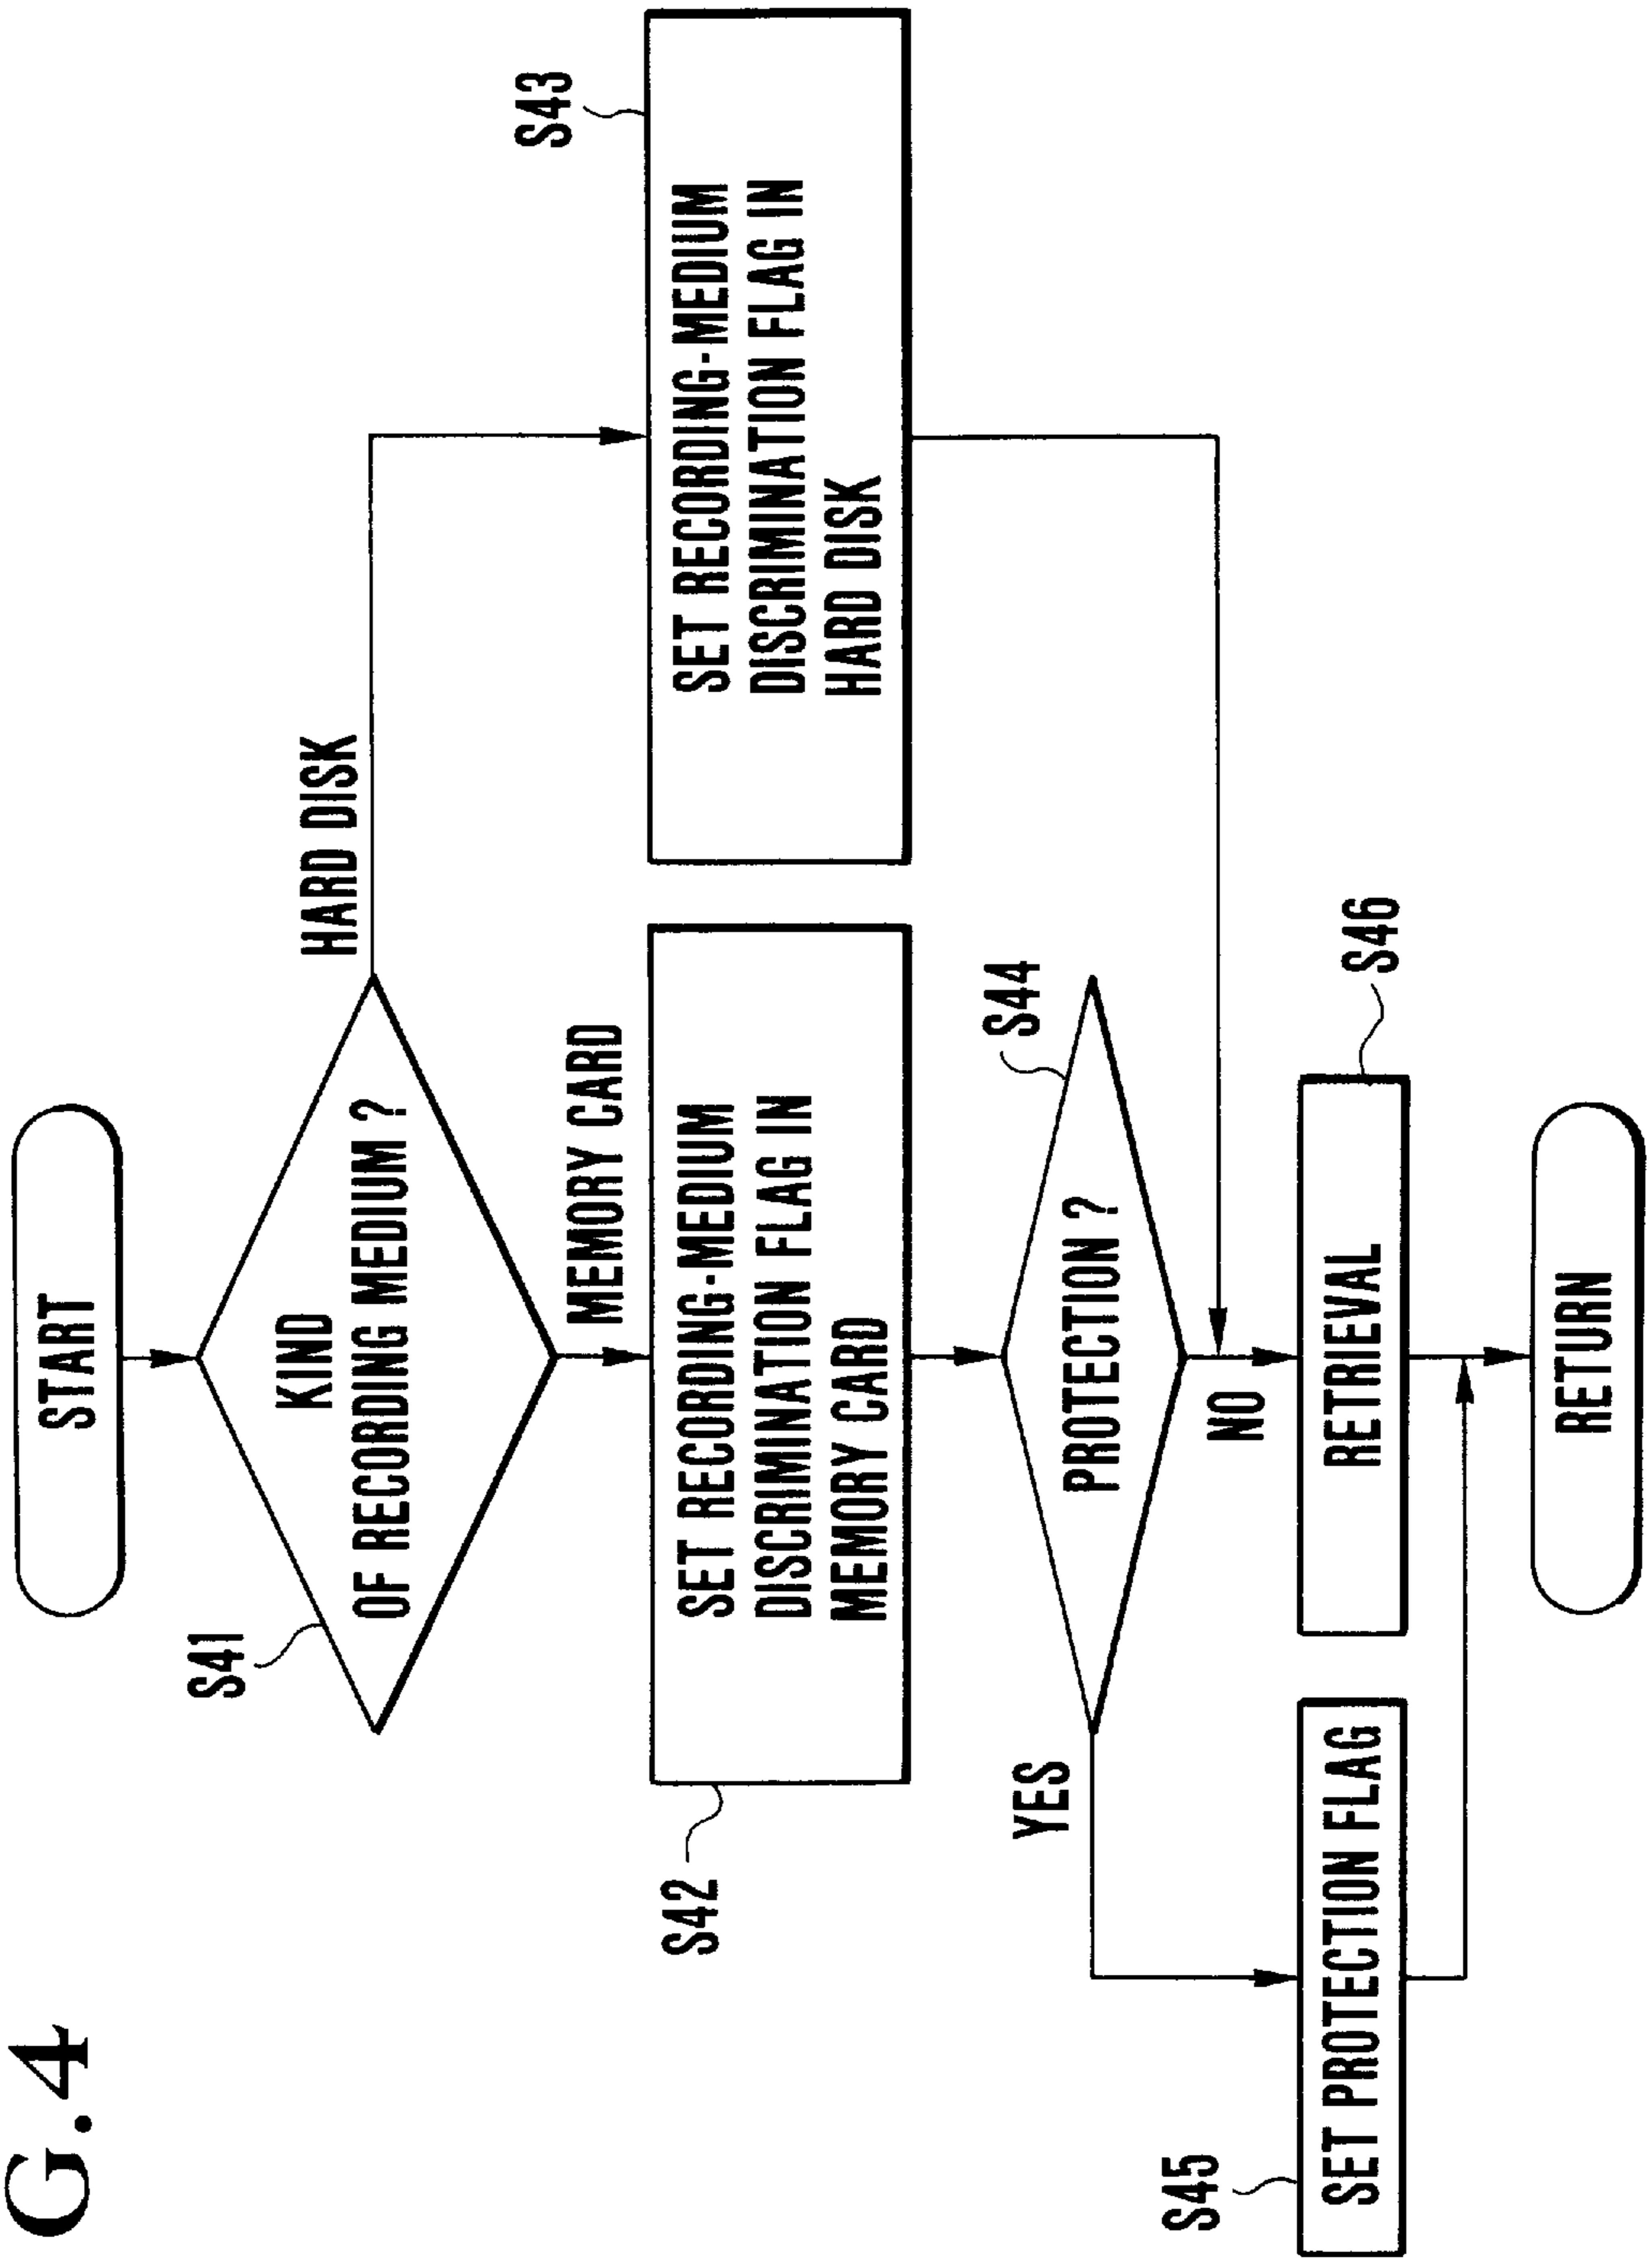 G.4
START
S41
KIND
OF RECORDING MEDIUM ?
HARD DISK
MEMORY CARD
S42
SET RECORDING-MEDIUM
DISCRIMINATION FLAG IN
MEMORY CARD
S43
SET RECORDING-MEDIUM
DISCRIMINATION FLAG IN
HARD DISK
S44
PROTECTION ?
YES
NO
S45
SET PROTECTION FLAG
S46
RETRIEVAL
RETURN